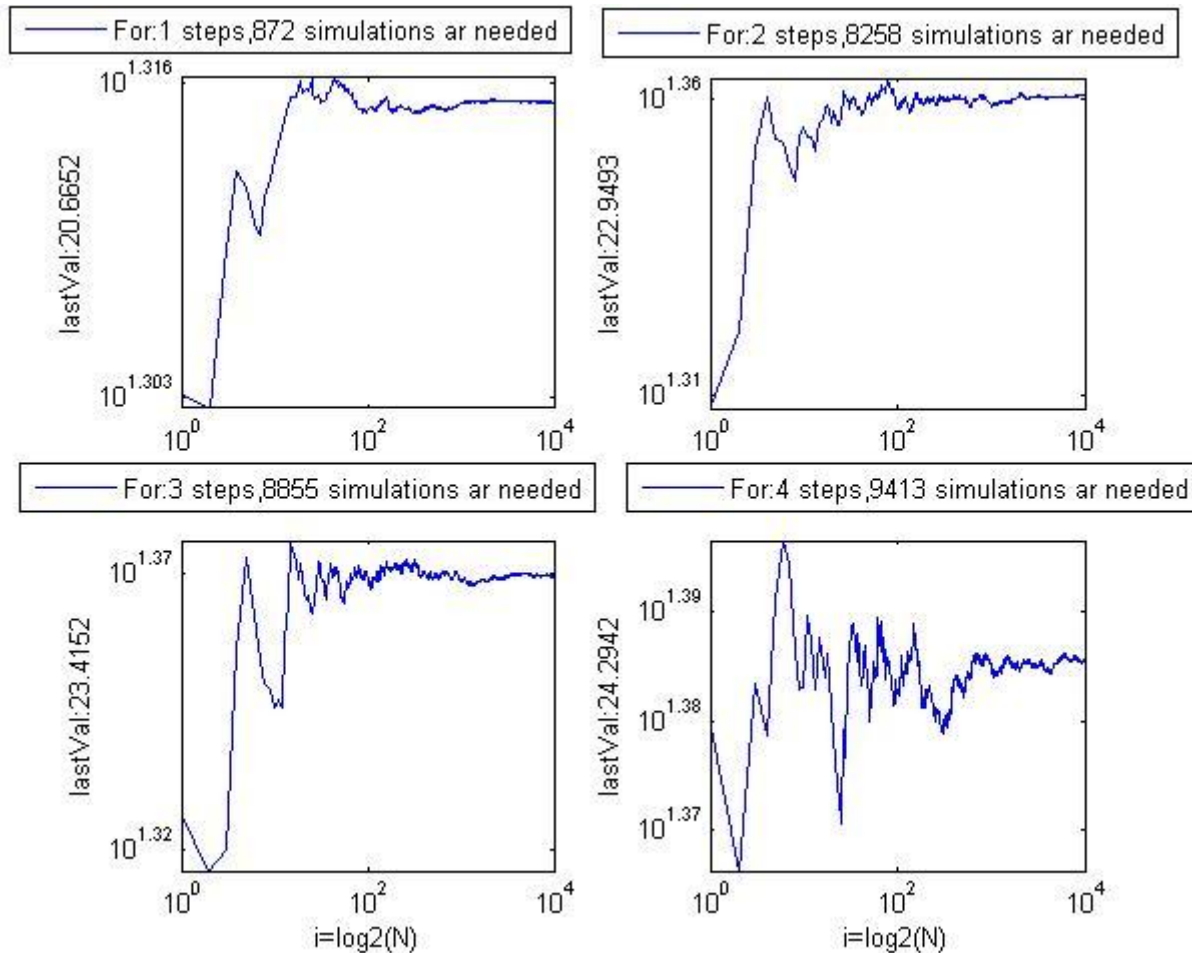 For:1 steps,872 simulations ar needed
10^1.316
10^1.303
lastVal:20.6652
10^0 10^2 10^4
For:2 steps,8258 simulations ar needed
10^1.36
10^1.31
lastVal:22.9493
10^0 10^2 10^4
For:3 steps,8855 simulations ar needed
10^1.37
10^1.32
lastVal:23.4152
10^0 10^2 10^4
i=log2(N)
For:4 steps,9413 simulations ar needed
10^1.39
10^1.38
10^1.37
lastVal:24.2942
10^0 10^2 10^4
i=log2(N)